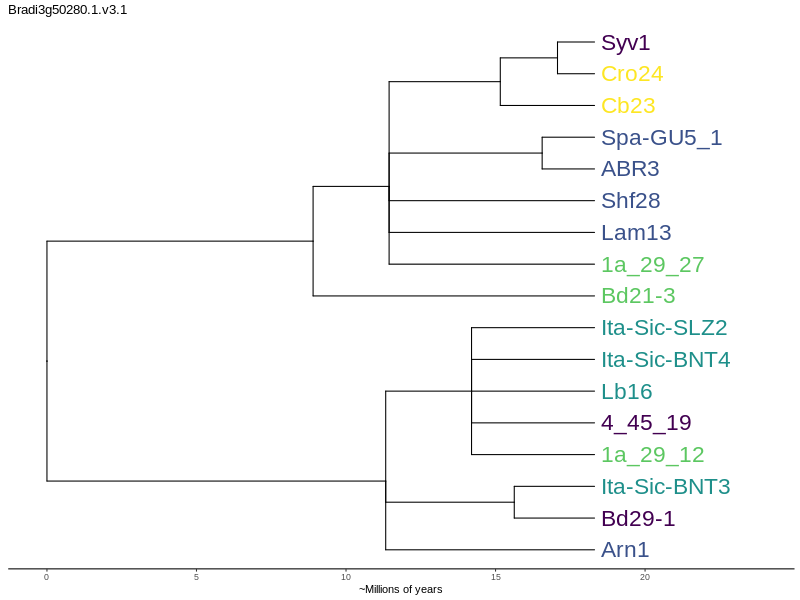 Bradi3g50280.1.v3.1
Syv1
Cro24
Cb23
Spa-GU5_1
ABR3
Shf28
Lam13
1a_29_27
Bd21-3
Ita-Sic-SLZ2
Ita-Sic-BNT4
Lb16
4_45_19
1a_29_12
Ita-Sic-BNT3
Bd29-1
Arn1
0 5 10 15 20
~Millions of years